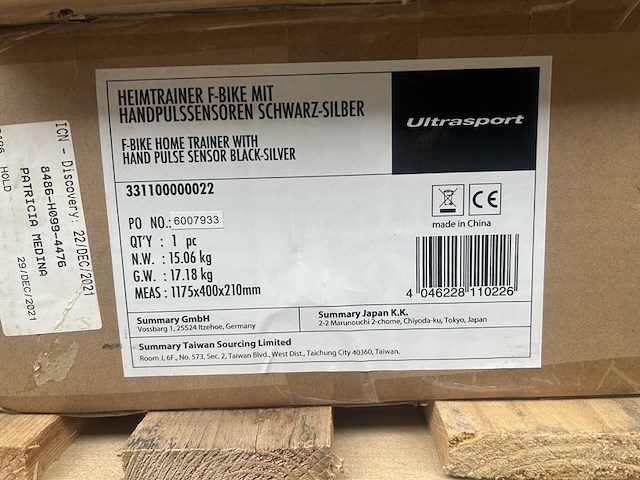 HEIMTRAINER F-BIKE MIT
HANDPULSSENSOREN SCHWARZ-SILBER
F-BIKE HOME TRAINER WITH
HAND PULSE SENSOR BLACK-SILVER
Ultrasport
331100000022
PO NO.: 6007933
QT'Y : 1 pc
N.W. : 15.06 kg
G.W. : 17.18 kg
MEAS : 1175x400x210mm
CE
made in China
4 046228 110226
Summary GmbH
Vossbarg 1, 25524 Itzehoe, Germany
Summary Japan K.K.
2-2 Marunouchi 2-chome, Chiyoda-ku, Tokyo, Japan
Summary Taiwan Sourcing Limited
Room J, 6F., No. 573, Sec. 2, Taiwan Blvd., West Dist., Taichung City 40360, Taiwan.
ICN - Discovery: 22/DEC/2021
8486-H099-4476
PATRICIA MEDINA
29/DEC/2021
HOLD